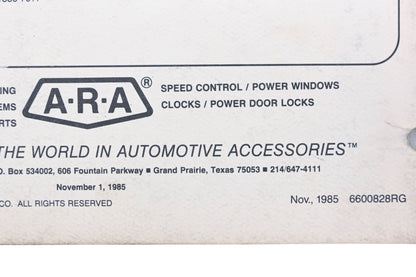 ING
EMS
RTS
A·R·A®
SPEED CONTROL / POWER WINDOWS
CLOCKS / POWER DOOR LOCKS
THE WORLD IN AUTOMOTIVE ACCESSORIES™
O. Box 534002, 606 Fountain Parkway ■ Grand Prairie, Texas 75053 ■ 214/647-4111
November 1, 1985
CO. ALL RIGHTS RESERVED
Nov., 1985 6600828RG